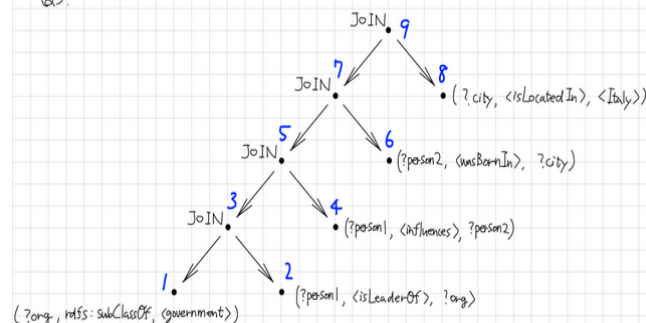 JOIN 9
7
JOIN
8
(?city, <isLocatedIn>, <Italy>)
5
JOIN
6
(?person2, <wasBornIn>, ?city)
3
JOIN
4
(?person1, <influences>, ?person2)
1
2
(?person1, <isLeaderOf>, ?org>
(?org, rdfs:subClassOf, <government>)